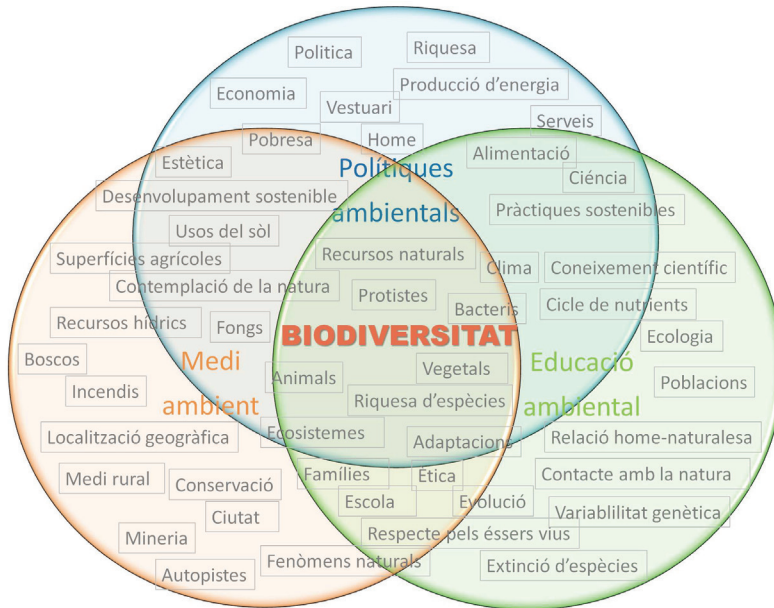 Riquesa
Politica
Producció d'energia
Economia
Vestuari
Serveis
Pobresa
Home
Alimentació
Estètica
Polítiques
ambientals
Ciéncia
Desenvolupament sostenible
Pràctiques sostenibles
Usos del sòl
Recursos naturals
Superfícies agrícoles
Clima
Coneixement científic
Contemplació de la natura
Protistes
Bacteris
Cicle de nutrients
Recursos hídrics
Fongs
BIODIVERSITAT
Ecologia
Boscos
Medi
ambient
Vegetals
Educació
ambiental
Animals
Poblacions
Incendis
Riquesa d'espècies
Localització geogràfica
Ecosistemes
Adaptacions
Relació home-naturalesa
Medi rural
Conservació
Famílies
Ètica
Contacte amb la natura
Ciutat
Escola
Evolució
Variablilitat genètica
Mineria
Respecte pels éssers vius
Fenòmens naturals
Extinció d'espècies
Autopistes